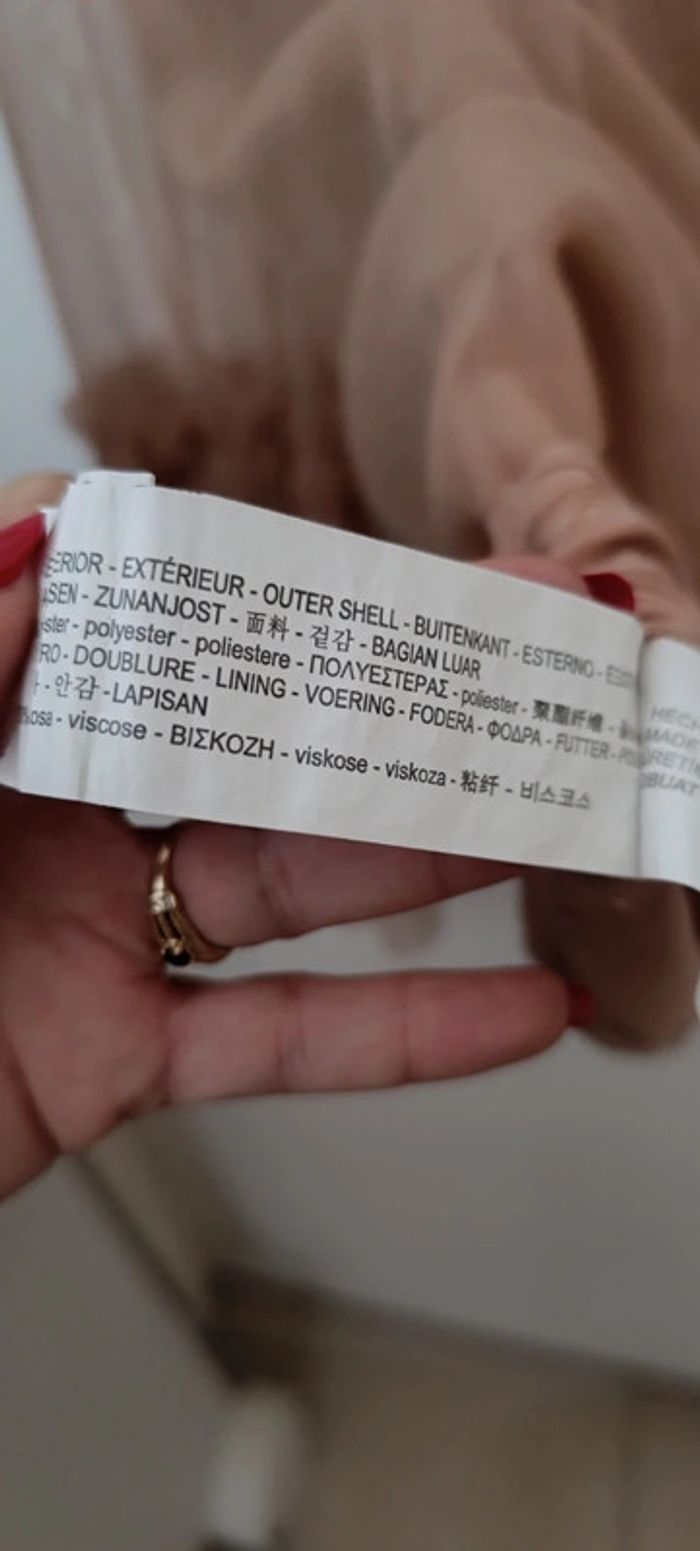 ERIOR - EXTÉRIEUR - OUTER SHELL - BUITENKANT - ESTERNO -
SEN - ZUNANJOST - 面料 - 겉감 - BAGIAN LUAR
ster - polyester - poliestere - ΠΟΛΥΕΣΤΕΡΑΣ - poliester - 聚酯纤维 -
RO - DOUBLURE - LINING - VOERING - FODERA - ΦΟΔΡΑ - FUTTER -
- 안감 - LAPISAN
osa - viscose - ΒΙΣΚΟΖΗ - viskose - viskoza - 粘纤 - 비스코스